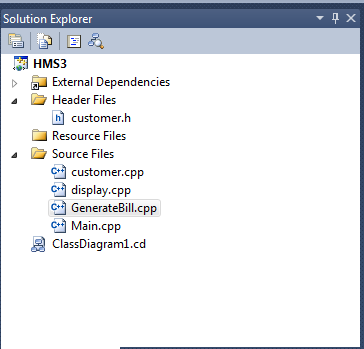 Solution Explorer
HMS3
External Dependencies
Header Files
customer.h
Resource Files
Source Files
customer.cpp
display.cpp
GenerateBill.cpp
Main.cpp
ClassDiagram1.cd